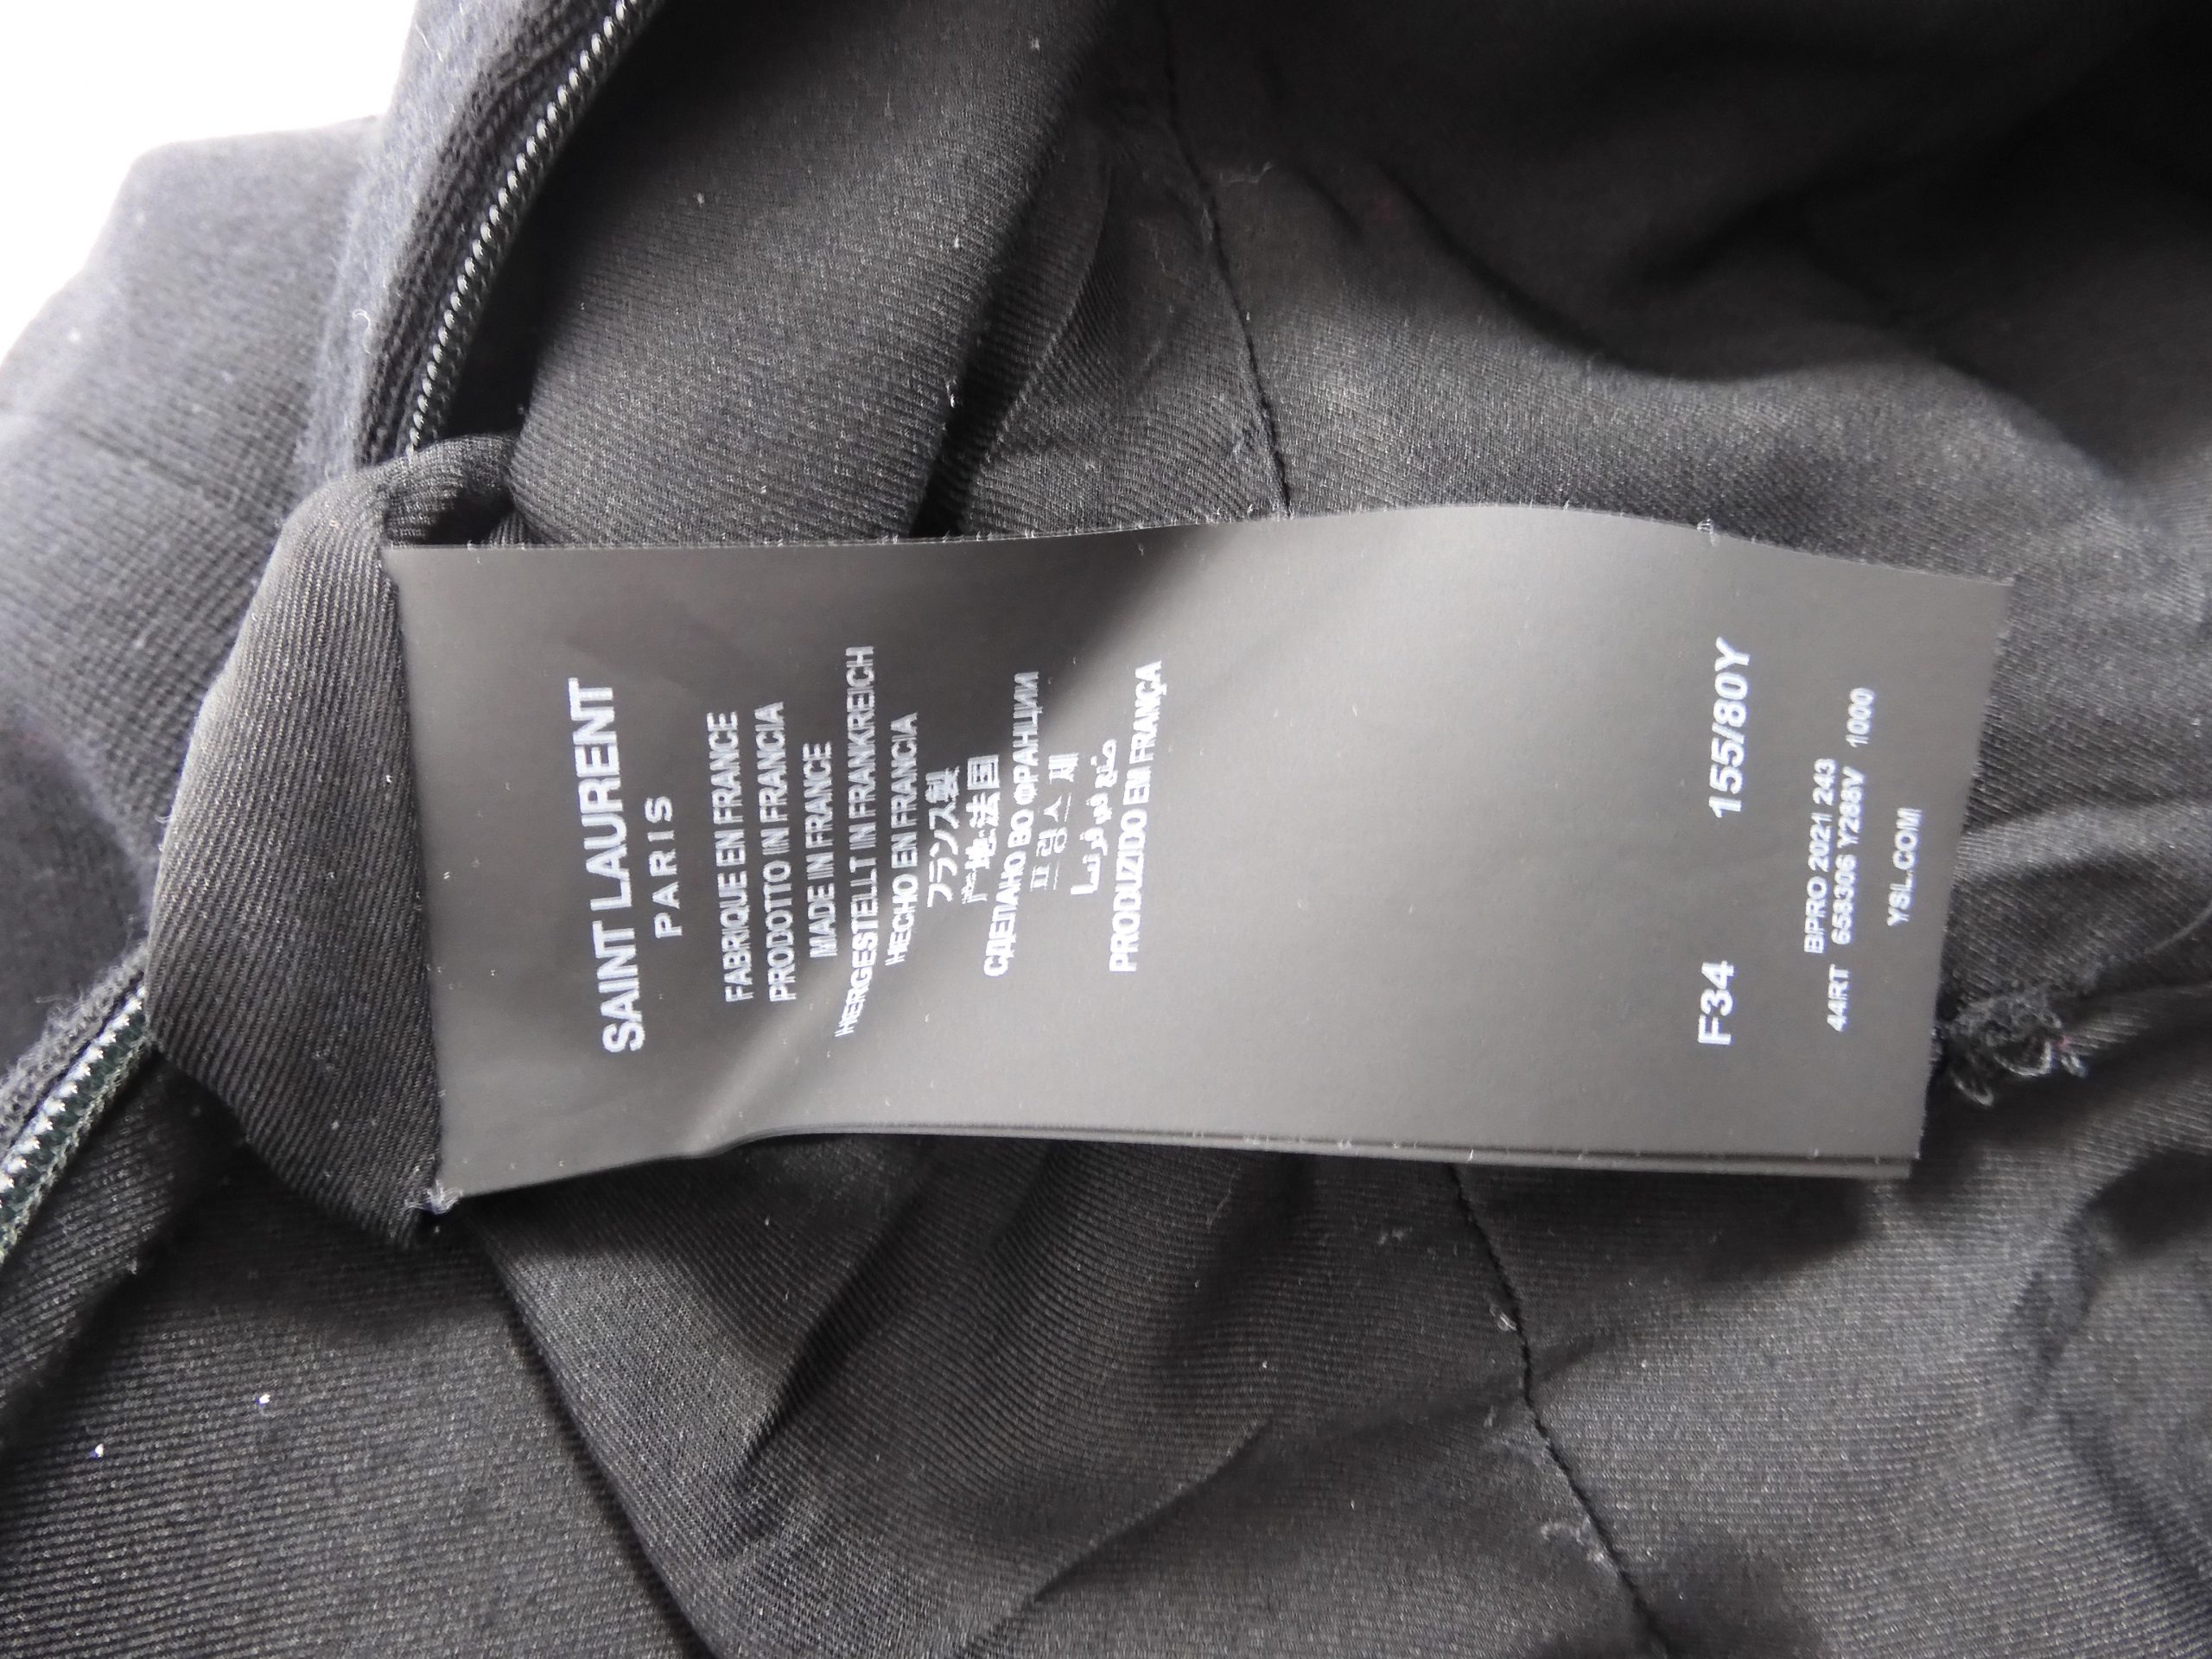 SAINT LAURENT
PARIS
FABRIQUE EN FRANCE
PRODOTTO IN FRANCIA
MADE IN FRANCE
HERGESTELLT IN FRANKREICH
HECHO EN FRANCIA
フランス製
产地:法国
СДЕЛАНО ВО ФРАНЦИИ
프랑스제
صنع في فرنسا
PRODUZIDO EM FRANÇA
F34 155/80Y
BPRO 2021 243
44RT 658306 Y288V 1000
YSL.COM